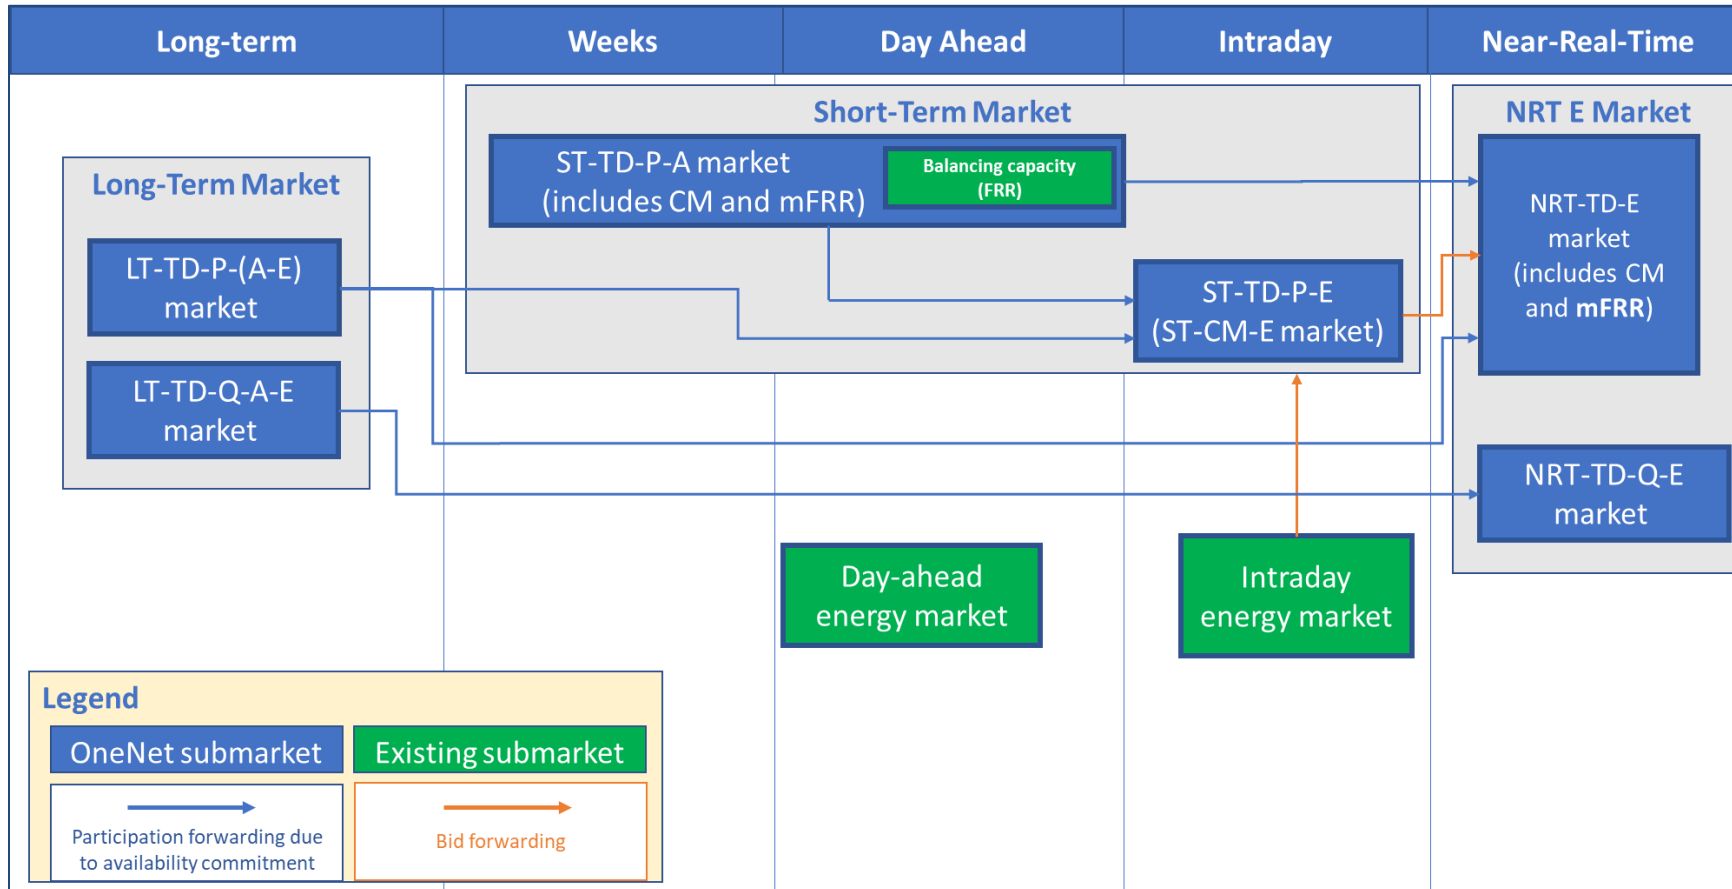 Long-term
Weeks
Day Ahead
Intraday
Near-Real-Time
Short-Term Market
NRT E Market
Long-Term Market
ST-TD-P-A market
(includes CM and mFRR)
Balancing capacity
(FRR)
NRT-TD-E
market
(includes CM
and mFRR)
LT-TD-P-(A-E)
market
ST-TD-P-E
(ST-CM-E market)
LT-TD-Q-A-E
market
NRT-TD-Q-E
market
Day-ahead
energy market
Intraday
energy market
Legend
OneNet submarket
Existing submarket
Participation forwarding due
to availability commitment
Bid forwarding